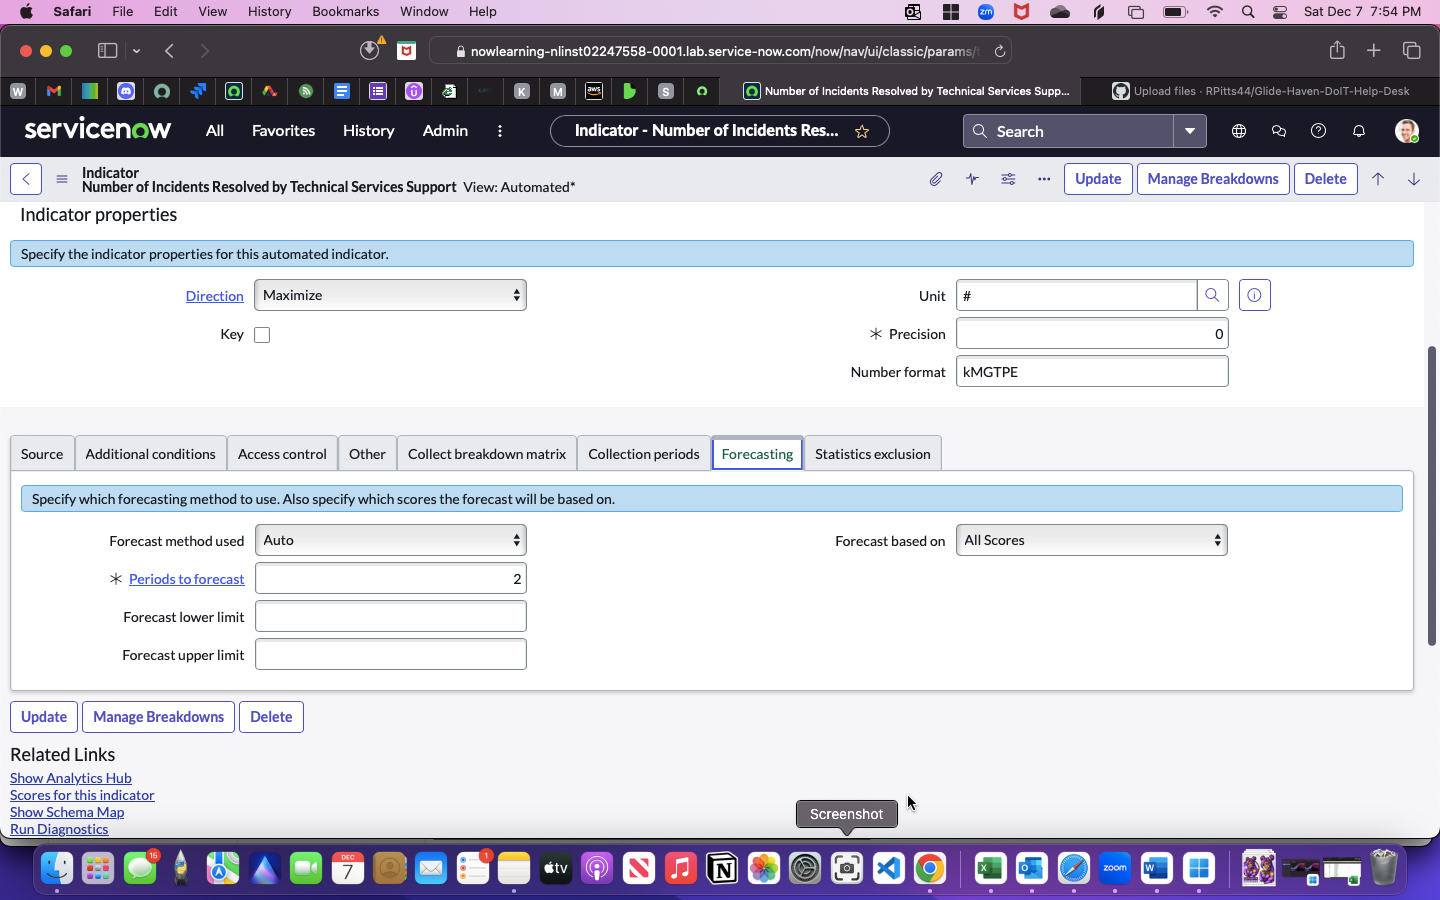 Safari File Edit View History Bookmarks Window Help zm Sat Dec 7 7:54 PM
nowlearning-nlinst02247558-0001.lab.service-now.com/now/nav/ui/classic/params/
W K M aws S Number of Incidents Resolved by Technical Services Supp... Upload files · RPitts44/Glide-Haven-DoIT-Help-Desk
servicenow All Favorites History Admin Indicator - Number of Incidents Res... Search
Indicator
Number of Incidents Resolved by Technical Services Support View: Automated*
Update Manage Breakdowns Delete
Indicator properties
Specify the indicator properties for this automated indicator.
Direction Maximize Unit #
Key ✳ Precision 0
Number format kMGTPE
Source Additional conditions Access control Other Collect breakdown matrix Collection periods Forecasting Statistics exclusion
Specify which forecasting method to use. Also specify which scores the forecast will be based on.
Forecast method used Auto Forecast based on All Scores
✳ Periods to forecast 2
Forecast lower limit
Forecast upper limit
Update Manage Breakdowns Delete
Related Links
Show Analytics Hub
Scores for this indicator
Show Schema Map
Run Diagnostics
Screenshot
16 DEC 7 1 tv zoom